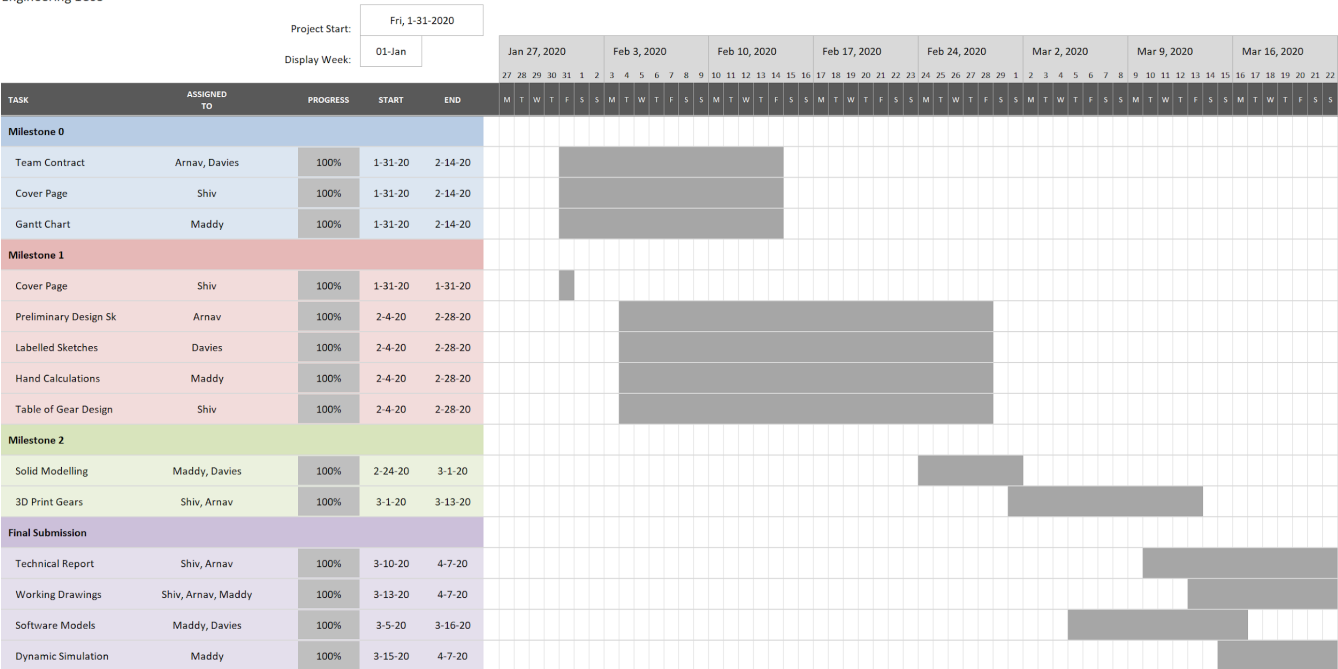 Project Start: Fri, 1-31-2020
Display Week: 01-Jan
Jan 27, 2020 Feb 3, 2020 Feb 10, 2020 Feb 17, 2020 Feb 24, 2020 Mar 2, 2020 Mar 9, 2020 Mar 16, 2020
27 28 29 30 31 1 2 3 4 5 6 7 8 9 10 11 12 13 14 15 16 17 18 19 20 21 22 23 24 25 26 27 28 29 1 2 3 4 5 6 7 8 9 10 11 12 13 14 15 16 17 18 19 20 21 22
TASK ASSIGNED TO PROGRESS START END M T W T F S S M T W T F S S M T W T F S S M T W T F S S M T W T F S S M T W T F S S M T W T F S S M T W T F S S
Milestone 0
Team Contract Arnav, Davies 100% 1-31-20 2-14-20
Cover Page Shiv 100% 1-31-20 2-14-20
Gantt Chart Maddy 100% 1-31-20 2-14-20
Milestone 1
Cover Page Shiv 100% 1-31-20 1-31-20
Preliminary Design Sk Arnav 100% 2-4-20 2-28-20
Labelled Sketches Davies 100% 2-4-20 2-28-20
Hand Calculations Maddy 100% 2-4-20 2-28-20
Table of Gear Design Shiv 100% 2-4-20 2-28-20
Milestone 2
Solid Modelling Maddy, Davies 100% 2-24-20 3-1-20
3D Print Gears Shiv, Arnav 100% 3-1-20 3-13-20
Final Submission
Technical Report Shiv, Arnav 100% 3-10-20 4-7-20
Working Drawings Shiv, Arnav, Maddy 100% 3-13-20 4-7-20
Software Models Maddy, Davies 100% 3-5-20 3-16-20
Dynamic Simulation Maddy 100% 3-15-20 4-7-20